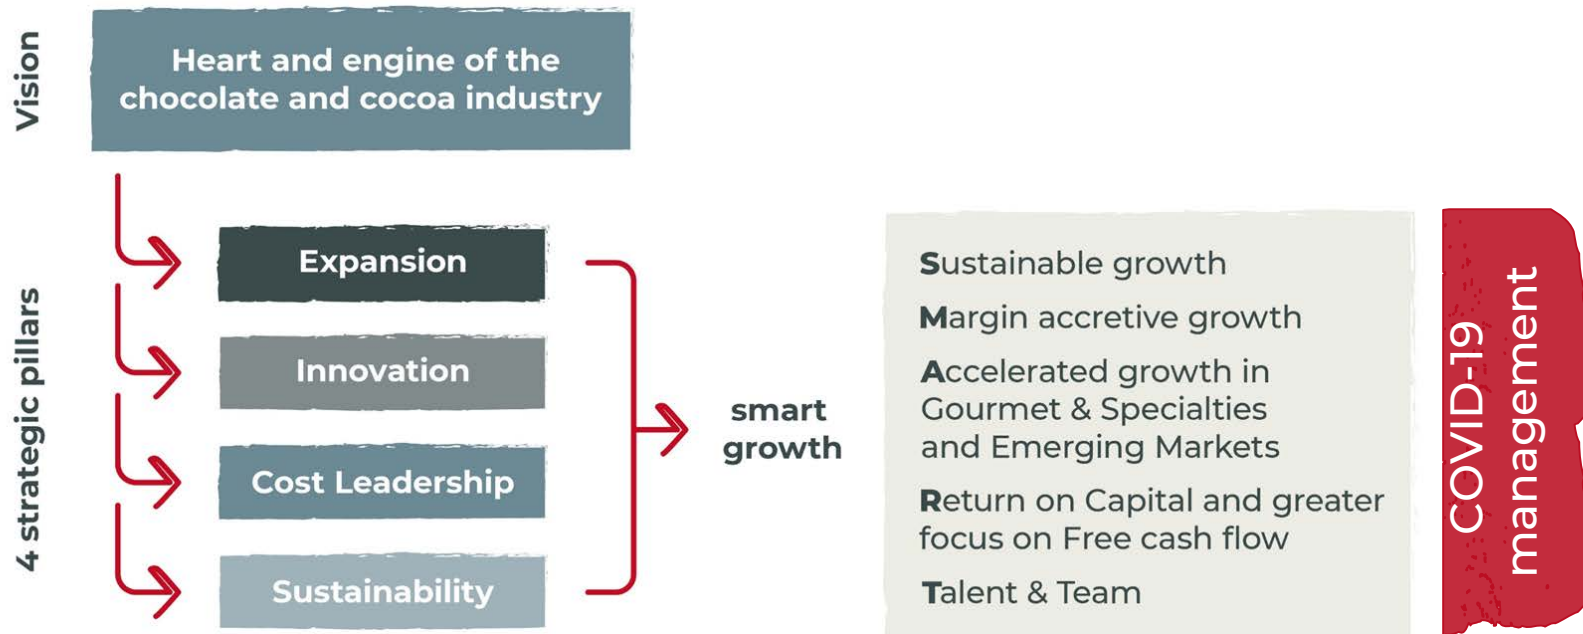 Vision
Heart and engine of the
chocolate and cocoa industry
4 strategic pillars
Expansion
Innovation
Cost Leadership
Sustainability
smart
growth
Sustainable growth
Margin accretive growth
Accelerated growth in
Gourmet & Specialties
and Emerging Markets
Return on Capital and greater
focus on Free cash flow
Talent & Team
COVID-19
management